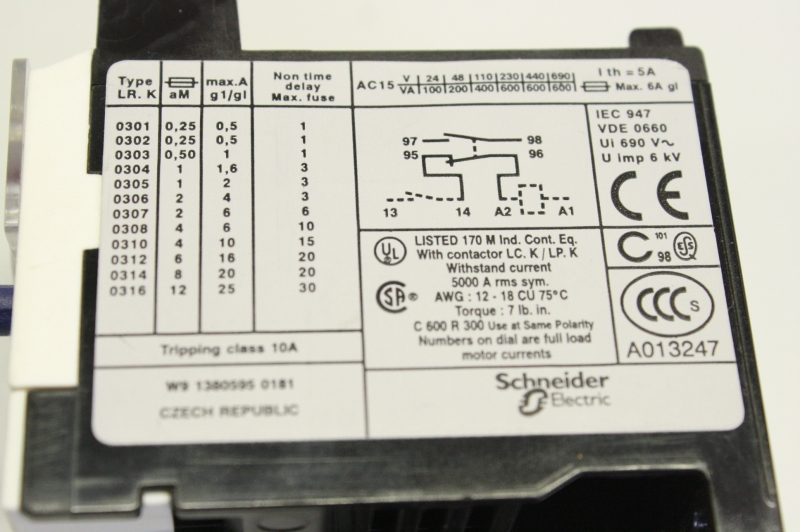 Type LR. K
aM
max.A g1/gl
Non time delay Max. fuse
0301 0,25 0,5 1
0302 0,25 0,5 1
0303 0,50 1 1
0304 1 1,6 3
0305 1 2 3
0306 2 4 3
0307 2 6 6
0308 4 6 10
0310 4 10 15
0312 6 16 20
0314 8 20 20
0316 12 25 30
Tripping class 10A
W9 1380595 0181
CZECH REPUBLIC
AC15 V 24 48 110 230 440 690
VA 100 200 400 600 600 600
I th = 5A
Max. 6A gl
97 98
95 96
13 14 A2 A1
IEC 947
VDE 0660
Ui 690 V~
U imp 6 kV
CE
UL
LISTED 170 M Ind. Cont. Eq.
With contactor LC. K / LP. K
Withstand current
5000 A rms sym.
SA ®
AWG : 12 - 18 CU 75°C
Torque : 7 lb. in.
C 600 R 300 Use at Same Polarity
Numbers on dial are full load
motor currents
C 101 98
CCC S
A013247
Schneider
Electric